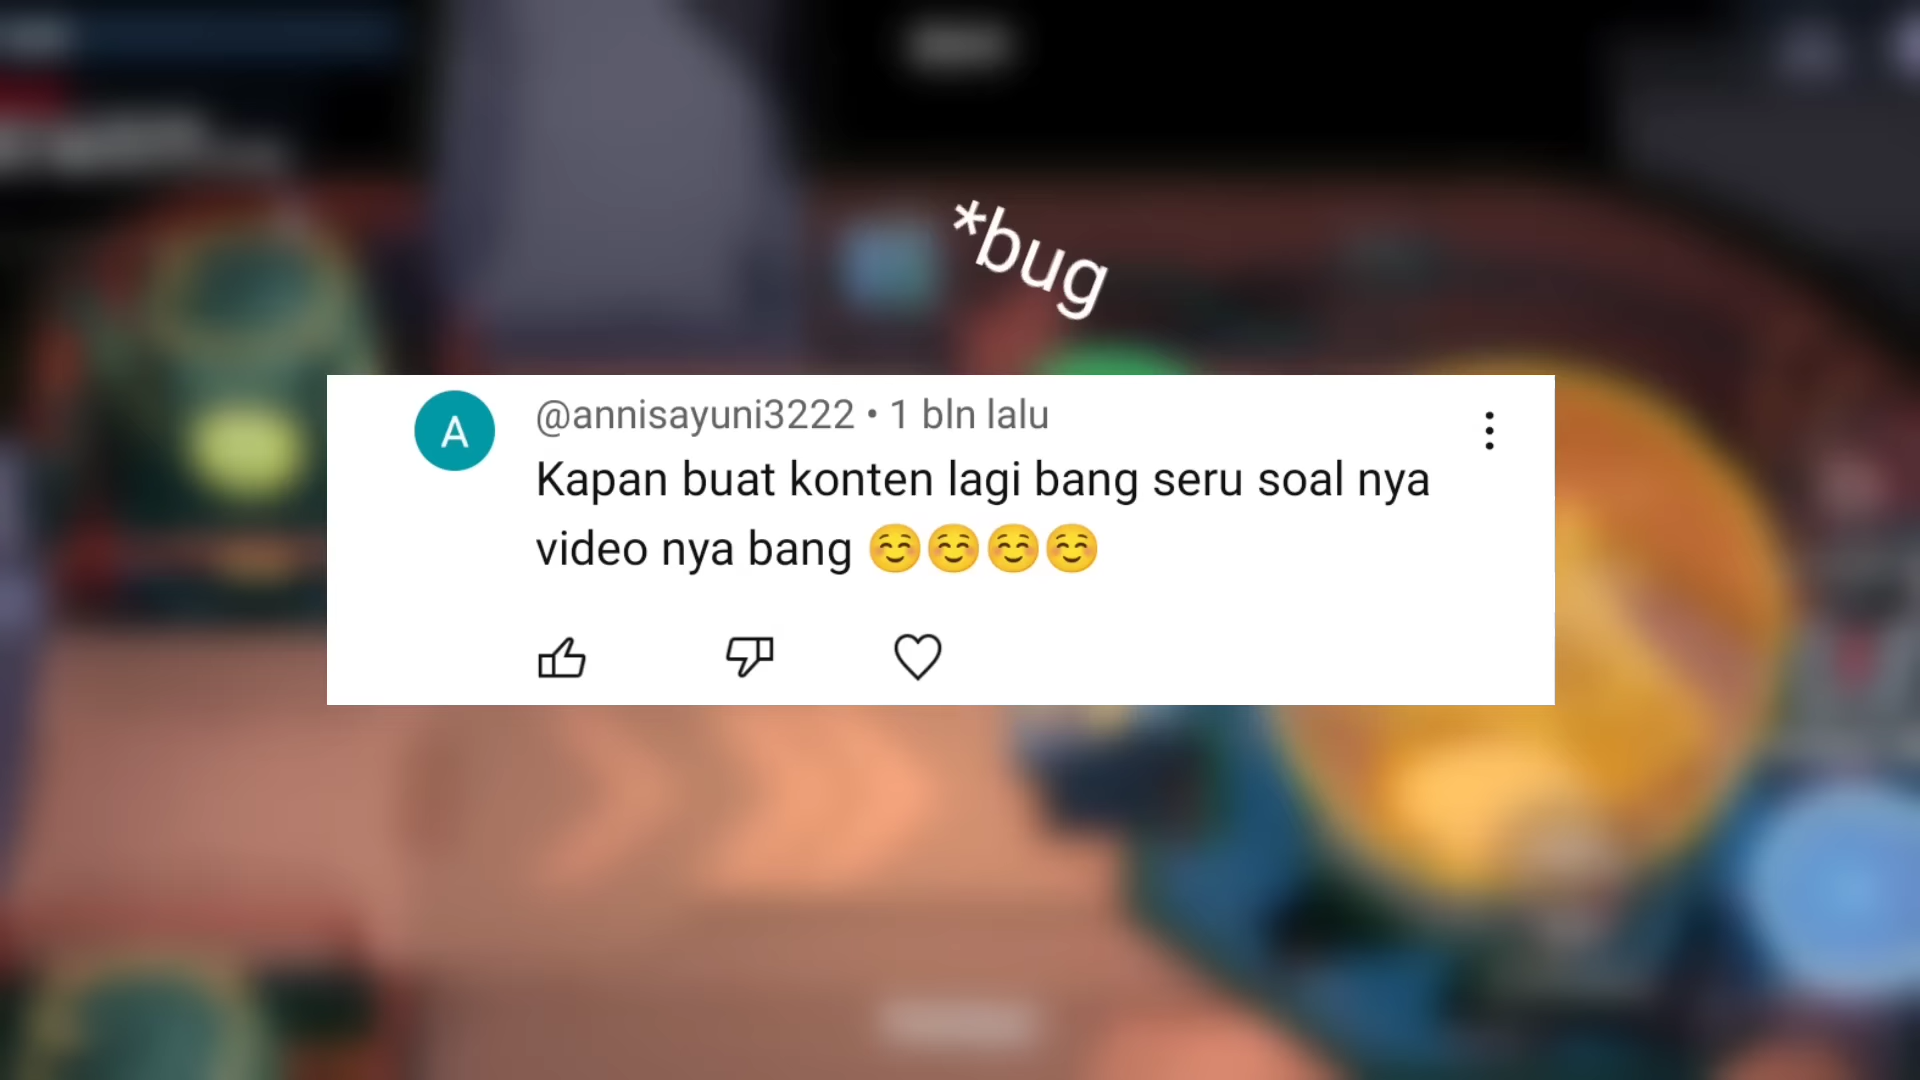 *bug
@annisayuni3222 • 1 bln lalu
Kapan buat konten lagi bang seru soal nya
video nya bang ☺️☺️☺️☺️
A